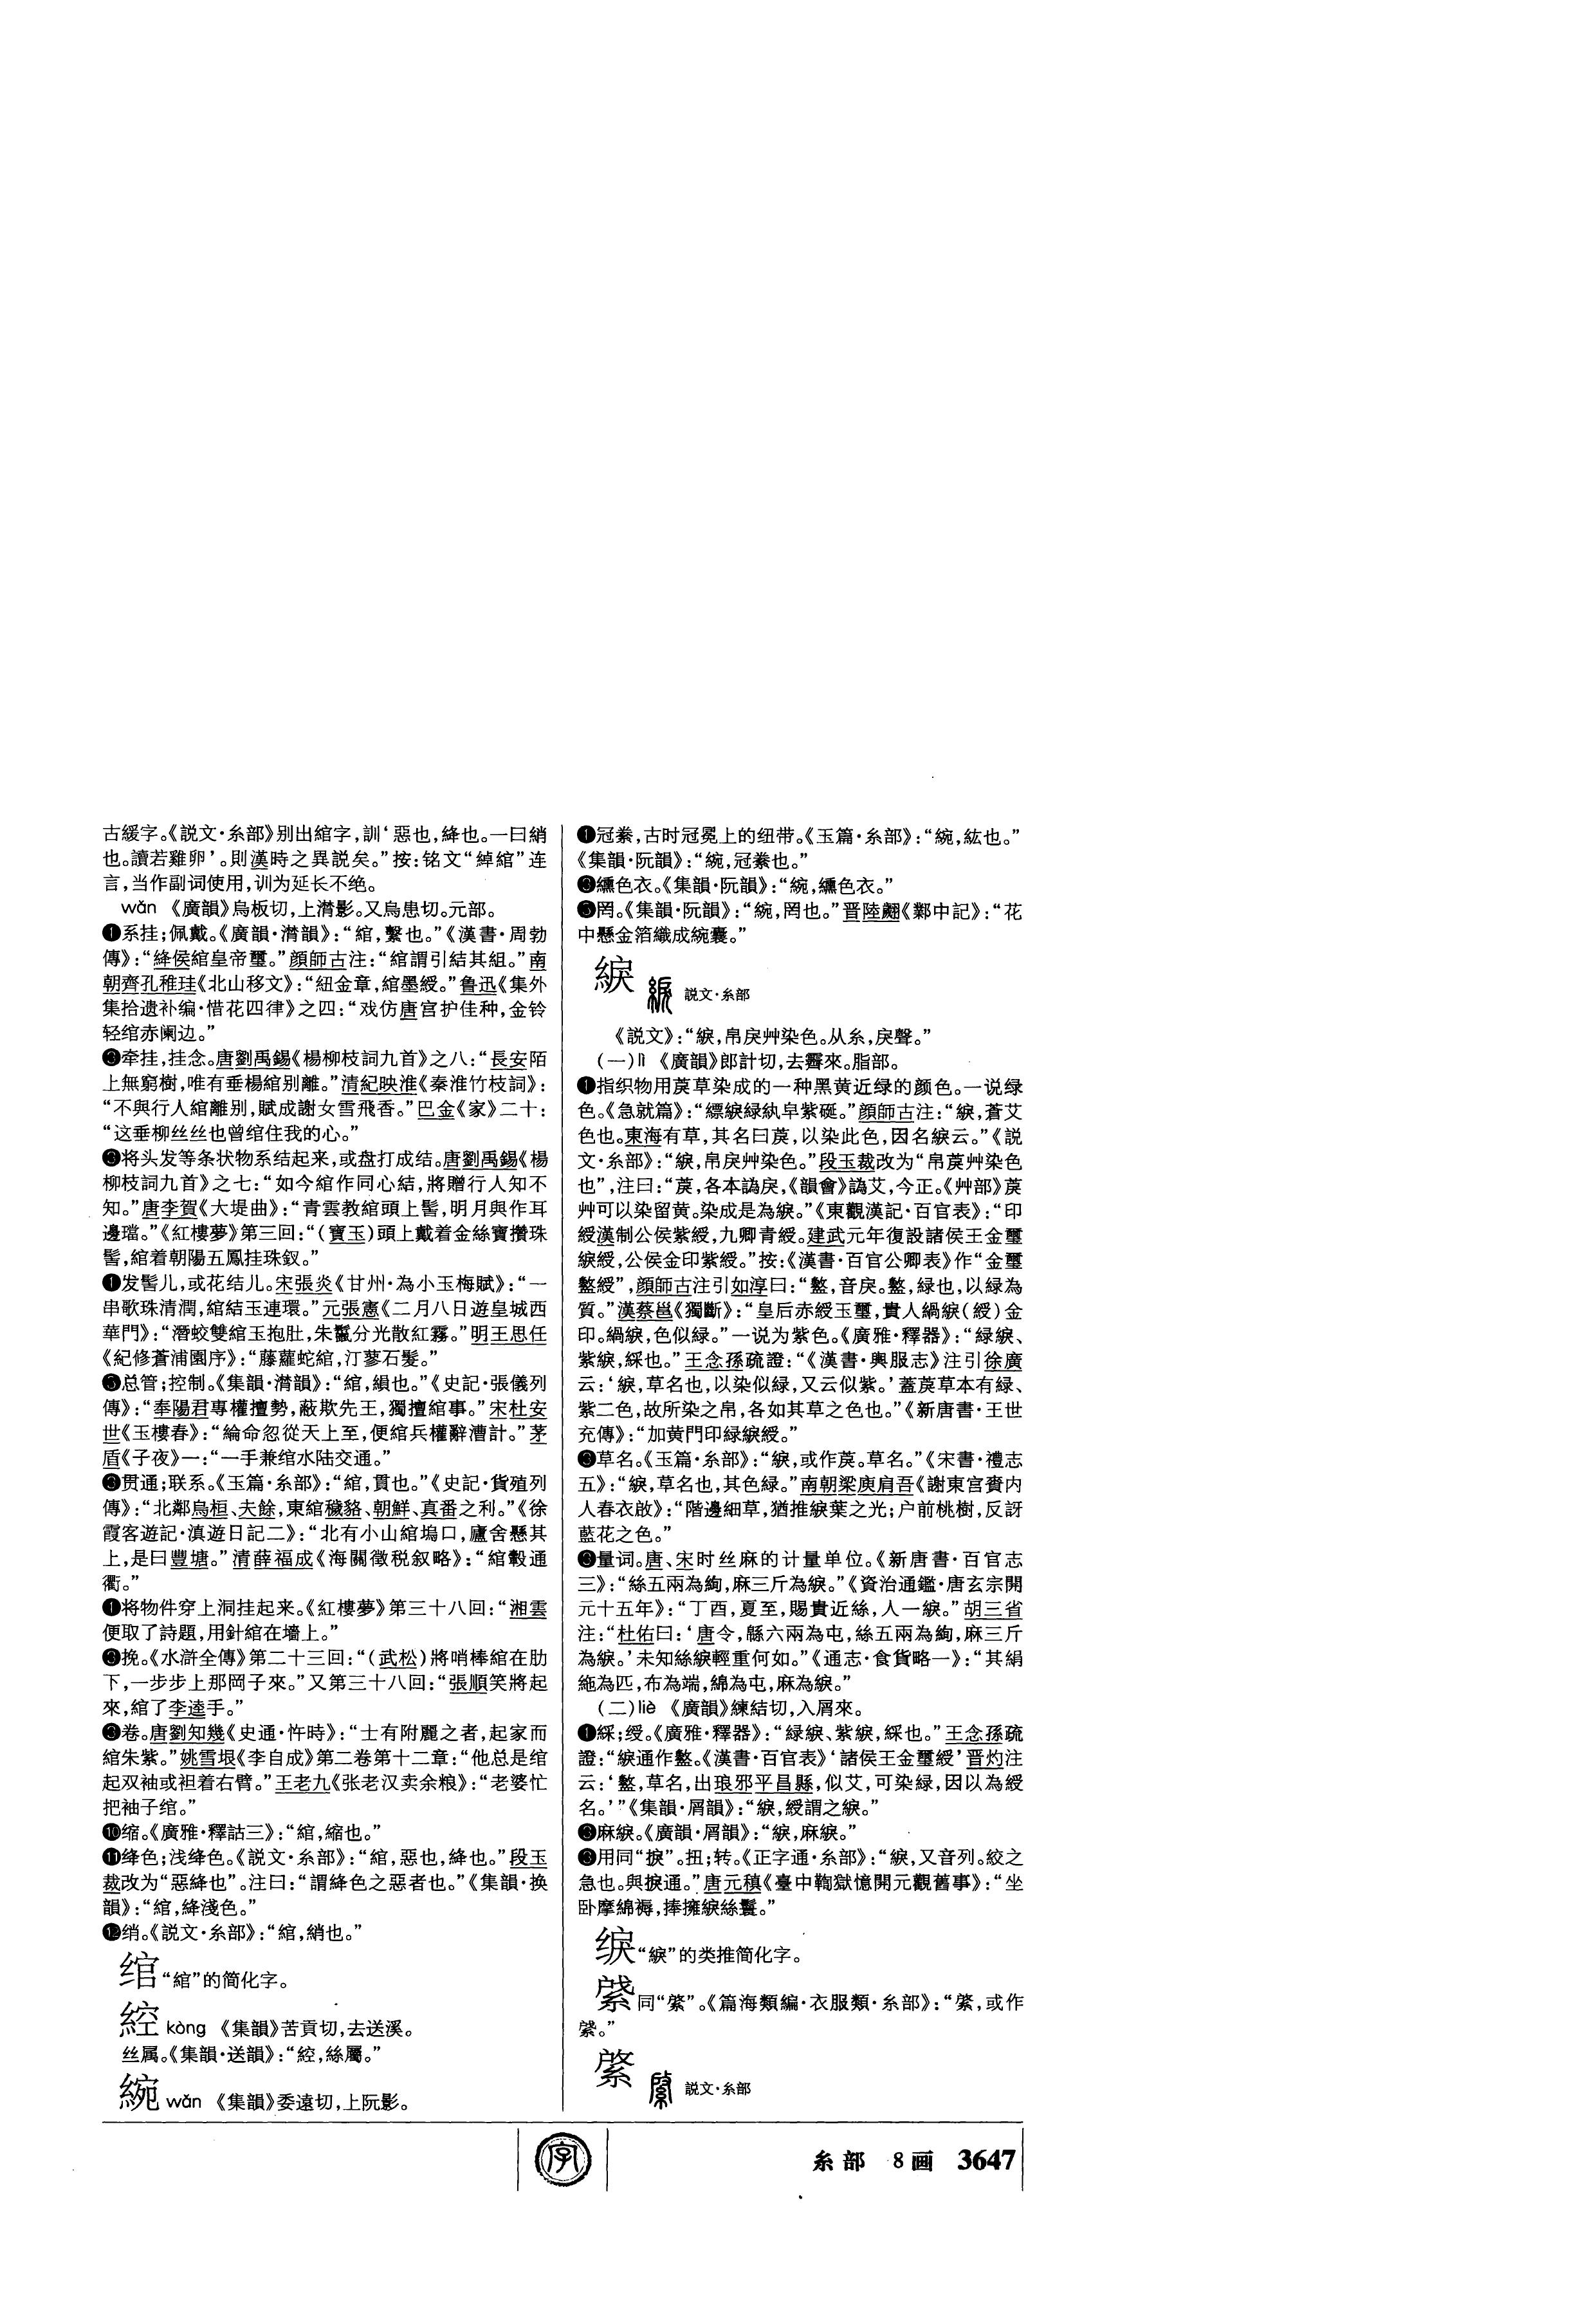 古緩字。《説文·糸部》别出綰字，訓‘惡也，絳也。一曰綃
也。讀若雞卵’。則漢時之異説矣。”按：铭文“綽綰”连
言，当作副词使用，训为延长不绝。
wǎn 《廣韻》烏板切，上潸影。又烏患切。元部。
❶系挂；佩戴。《廣韻·潸韻》：“綰，繫也。”《漢書·周勃
傳》：“絳侯綰皇帝璽。”顔師古注：“綰謂引結其組。”南
朝齊孔稚珪《北山移文》：“紐金章，綰墨綬。”鲁迅《集外
集拾遗补编·惜花四律》之四：“戏仿唐宫护佳种，金铃
轻绾赤阑边。”
❷牵挂，挂念。唐劉禹錫《楊柳枝詞九首》之八：“長安陌
上無窮樹，唯有垂楊綰别離。”清紀映淮《秦淮竹枝詞》：
“不與行人綰離别，賦成謝女雪飛香。”巴金《家》二十：
“这垂柳丝丝也曾绾住我的心。”
❸将头发等条状物系结起来，或盘打成结。唐劉禹錫《楊
柳枝詞九首》之七：“如今綰作同心結，將贈行人知不
知。”唐李賀《大堤曲》：“青雲教綰頭上髻，明月與作耳
邊璫。”《紅樓夢》第三回：“（寶玉）頭上戴着金絲寶攢珠
髻，綰着朝陽五鳳挂珠釵。”
❹发髻儿，或花结儿。宋張炎《甘州·為小玉梅賦》：“一
串歌珠清潤，綰結玉連環。”元張憲《二月八日遊皇城西
華門》：“潛蛟雙綰玉抱肚，朱鬣分光散紅霧。”明王思任
《紀修蒼浦園序》：“藤蘿蛇綰，汀蓼石髮。”
❺总管；控制。《集韻·潸韻》：“綰，緝也。”《史記·張儀列
傳》：“奉陽君專權擅勢，蔽欺先王，獨擅綰事。”宋杜安
世《玉樓春》：“綸命忽從天上至，便綰兵權辭漕計。”茅
盾《子夜》一：“一手兼绾水陆交通。”
❻贯通；联系。《玉篇·糸部》：“綰，貫也。”《史記·貨殖列
傳》：“北鄰烏桓、夫餘，東綰穢貉、朝鮮、真番之利。”《徐
霞客遊記·滇遊日記二》：“北有小山綰塢口，廬舍懸其
上，是曰豐塘。”清薛福成《海關徵税叙略》：“綰轂通
衢。”
❼将物件穿上洞挂起来。《紅樓夢》第三十八回：“湘雲
便取了詩題，用針綰在墻上。”
❽挽。《水滸全傳》第二十三回：“（武松）將哨棒綰在肋
下，一步步上那岡子來。”又第三十八回：“張順笑將起
來，綰了李逵手。”
❾卷。唐劉知幾《史通·忤時》：“士有附麗之者，起家而
綰朱紫。”姚雪垠《李自成》第二卷第十二章：“他总是绾
起双袖或袒着右臂。”王老九《张老汉卖余粮》：“老婆忙
把袖子绾。”
❿缩。《廣雅·釋詁三》：“綰，縮也。”
⓫绛色；浅绛色。《説文·糸部》：“綰，惡也，絳也。”段玉
裁改为“惡絳也”。注曰：“謂絳色之惡者也。”《集韻·换
韻》：“綰，絳淺色。”
⓬绡。《説文·糸部》：“綰，綃也。”
绾 “綰”的简化字。
綻 kòng 《集韻》苦貢切，去送溪。
丝属。《集韻·送韻》：“䋚，絲屬。”
綩 wǎn 《集韻》委遠切，上阮影。
❶冠絭，古时冠冕上的纽带。《玉篇·糸部》：“綩，紘也。”
《集韻·阮韻》：“綩，冠絭也。”
❷纁色衣。《集韻·阮韻》：“綩，纁色衣。”
❸罔。《集韻·阮韻》：“綩，罔也。”晋陸翽《鄴中記》：“花
中懸金箔織成綩囊。”
綟 説文·糸部
《説文》：“綟，帛戾艸染色。从糸，戾聲。”
（一）lì 《廣韻》郎計切，去霽來。脂部。
❶指织物用莀草染成的一种黑黄近绿的颜色。一说绿
色。《急就篇》：“縹綟緑紈皁紫硟。”顔師古注：“綟，蒼艾
色也。東海有草，其名曰莀，以染此色，因名綟云。”《説
文·糸部》：“綟，帛戾艸染色。”段玉裁改为“帛莀艸染色
也”，注曰：“莀，各本譌戾，《韻會》譌艾，今正。《艸部》莀
艸可以染留黄。染成是為綟。”《東觀漢記·百官表》：“印
綬漢制公侯紫綬，九卿青綬。建武元年復設諸侯王金璽
綟綬，公侯金印紫綬。”按：《漢書·百官公卿表》作“金璽
盭綬”，顔師古注引如淳曰：“盭，音戾。盭，緑也，以緑為
質。”漢蔡邕《獨斷》：“皇后赤綬玉璽，貴人緺綟（綬）金
印。緺綟，色似緑。”一说为紫色。《廣雅·釋器》：“緑綟、
紫綟，綵也。”王念孫疏證：“《漢書·輿服志》注引徐廣
云：‘綟，草名也，以染似緑，又云似紫。’蓋莀草本有緑、
紫二色，故所染之帛，各如其草之色也。”《新唐書·王世
充傳》：“加黄門印緑綟綬。”
❷草名。《玉篇·糸部》：“綟，或作莀。草名。”《宋書·禮志
五》：“綟，草名也，其色緑。”南朝梁庾肩吾《謝東宫賚内
人春衣啟》：“階邊細草，猶推綟葉之光；户前桃樹，反訝
藍花之色。”
❸量词。唐、宋时丝麻的计量单位。《新唐書·百官志
三》：“絲五兩為絇，麻三斤為綟。”《資治通鑑·唐玄宗開
元十五年》：“丁酉，夏至，賜貴近絲，人一綟。”胡三省
注：“杜佑曰：‘唐令，緜六兩為屯，絲五兩為絇，麻三斤
為綟。’未知絲綟輕重何如。”《通志·食貨略一》：“其絹
絁為匹，布為端，綿為屯，麻為綟。”
（二）liè 《廣韻》練結切，入屑來。
❶綵；绶。《廣雅·釋器》：“緑綟、紫綟，綵也。”王念孫疏
證：“綟通作盭。《漢書·百官表》‘諸侯王金璽綬’晋灼注
云：‘盭，草名，出琅邪平昌縣，似艾，可染緑，因以為綬
名。’”《集韻·屑韻》：“綟，綬謂之綟。”
❷麻綟。《廣韻·屑韻》：“綟，麻綟。”
❸用同“捩”。扭；转。《正字通·糸部》：“綟，又音列。絞之
急也。與捩通。”唐元稹《臺中鞫獄憶開元觀舊事》：“坐
卧摩綿褥，捧擁綟絲鬟。”
“綟”的类推简化字。
同“綮”。《篇海類編·衣服類·糸部》：“綮，或作
。”
綮 説文·糸部
字
糸部 8画 3647